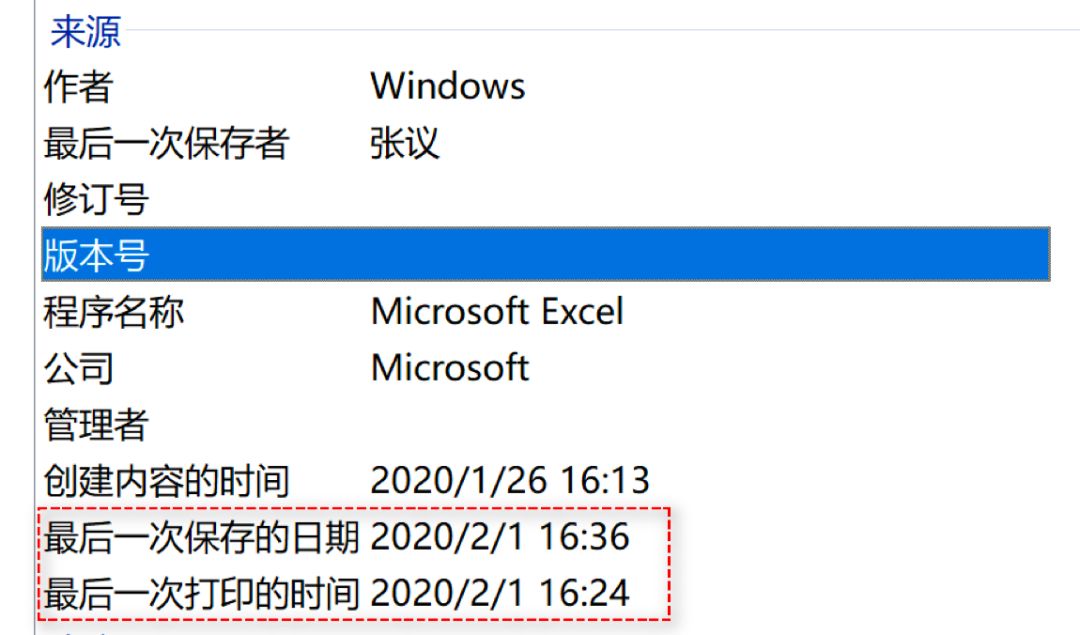 来源
作者 Windows
最后一次保存者 张议
修订号
版本号
程序名称 Microsoft Excel
公司 Microsoft
管理者
创建内容的时间 2020/1/26 16:13
最后一次保存的日期 2020/2/1 16:36
最后一次打印的时间 2020/2/1 16:24